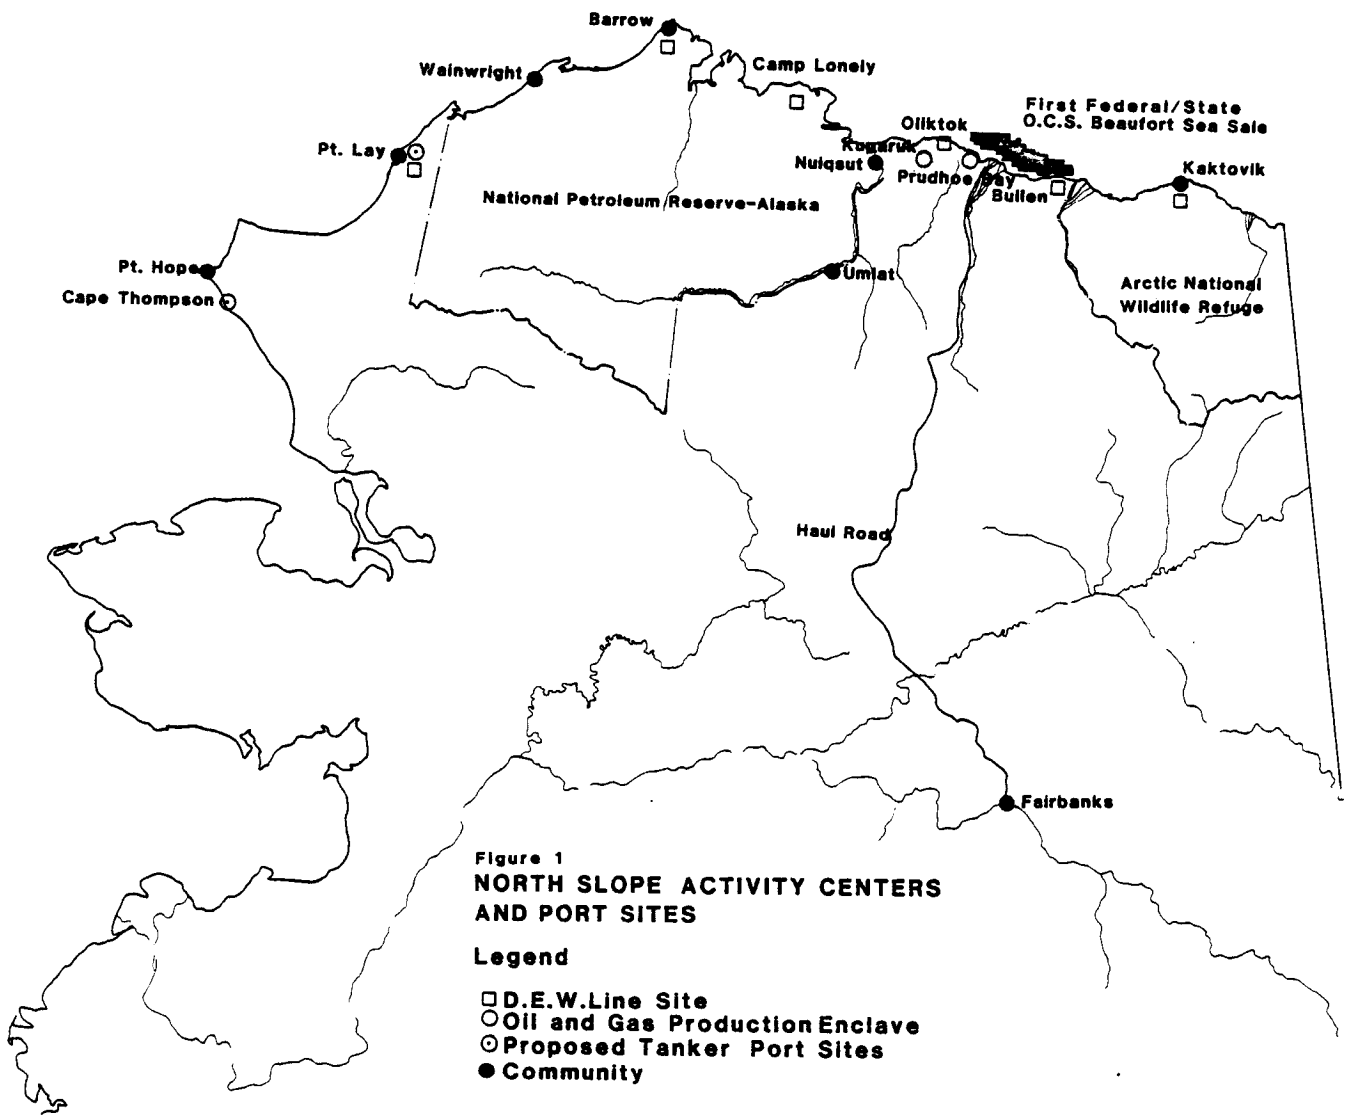 Barrow
Wainwright
Camp Lonely
First Federal/State
O.C.S. Beaufort Sea Sale
Oliktok
Pt. Lay
Kugaruk
Nuiqsut
Kaktovik
Prudhoe Bay
Bullen
National Petroleum Reserve-Alaska
Pt. Hope
Umiat
Cape Thompson
Arctic National
Wildlife Refuge
Haul Road
Fairbanks
Figure 1
NORTH SLOPE ACTIVITY CENTERS
AND PORT SITES
Legend
D.E.W.Line Site
Oil and Gas Production Enclave
Proposed Tanker Port Sites
Community